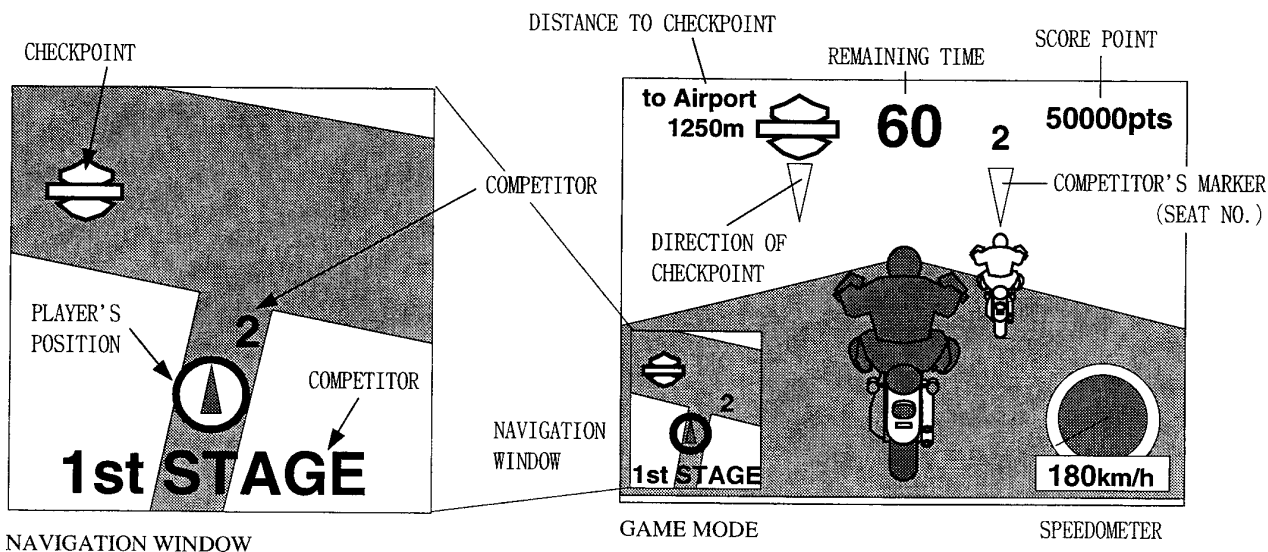 CHECKPOINT
COMPETITOR
PLAYER'S
POSITION
2
COMPETITOR
1st STAGE
NAVIGATION WINDOW
DISTANCE TO CHECKPOINT
REMAINING TIME
SCORE POINT
to Airport
1250m
60
2
50000pts
COMPETITOR'S MARKER
(SEAT NO.)
DIRECTION OF
CHECKPOINT
NAVIGATION
WINDOW
2
1st STAGE
180km/h
GAME MODE
SPEEDOMETER